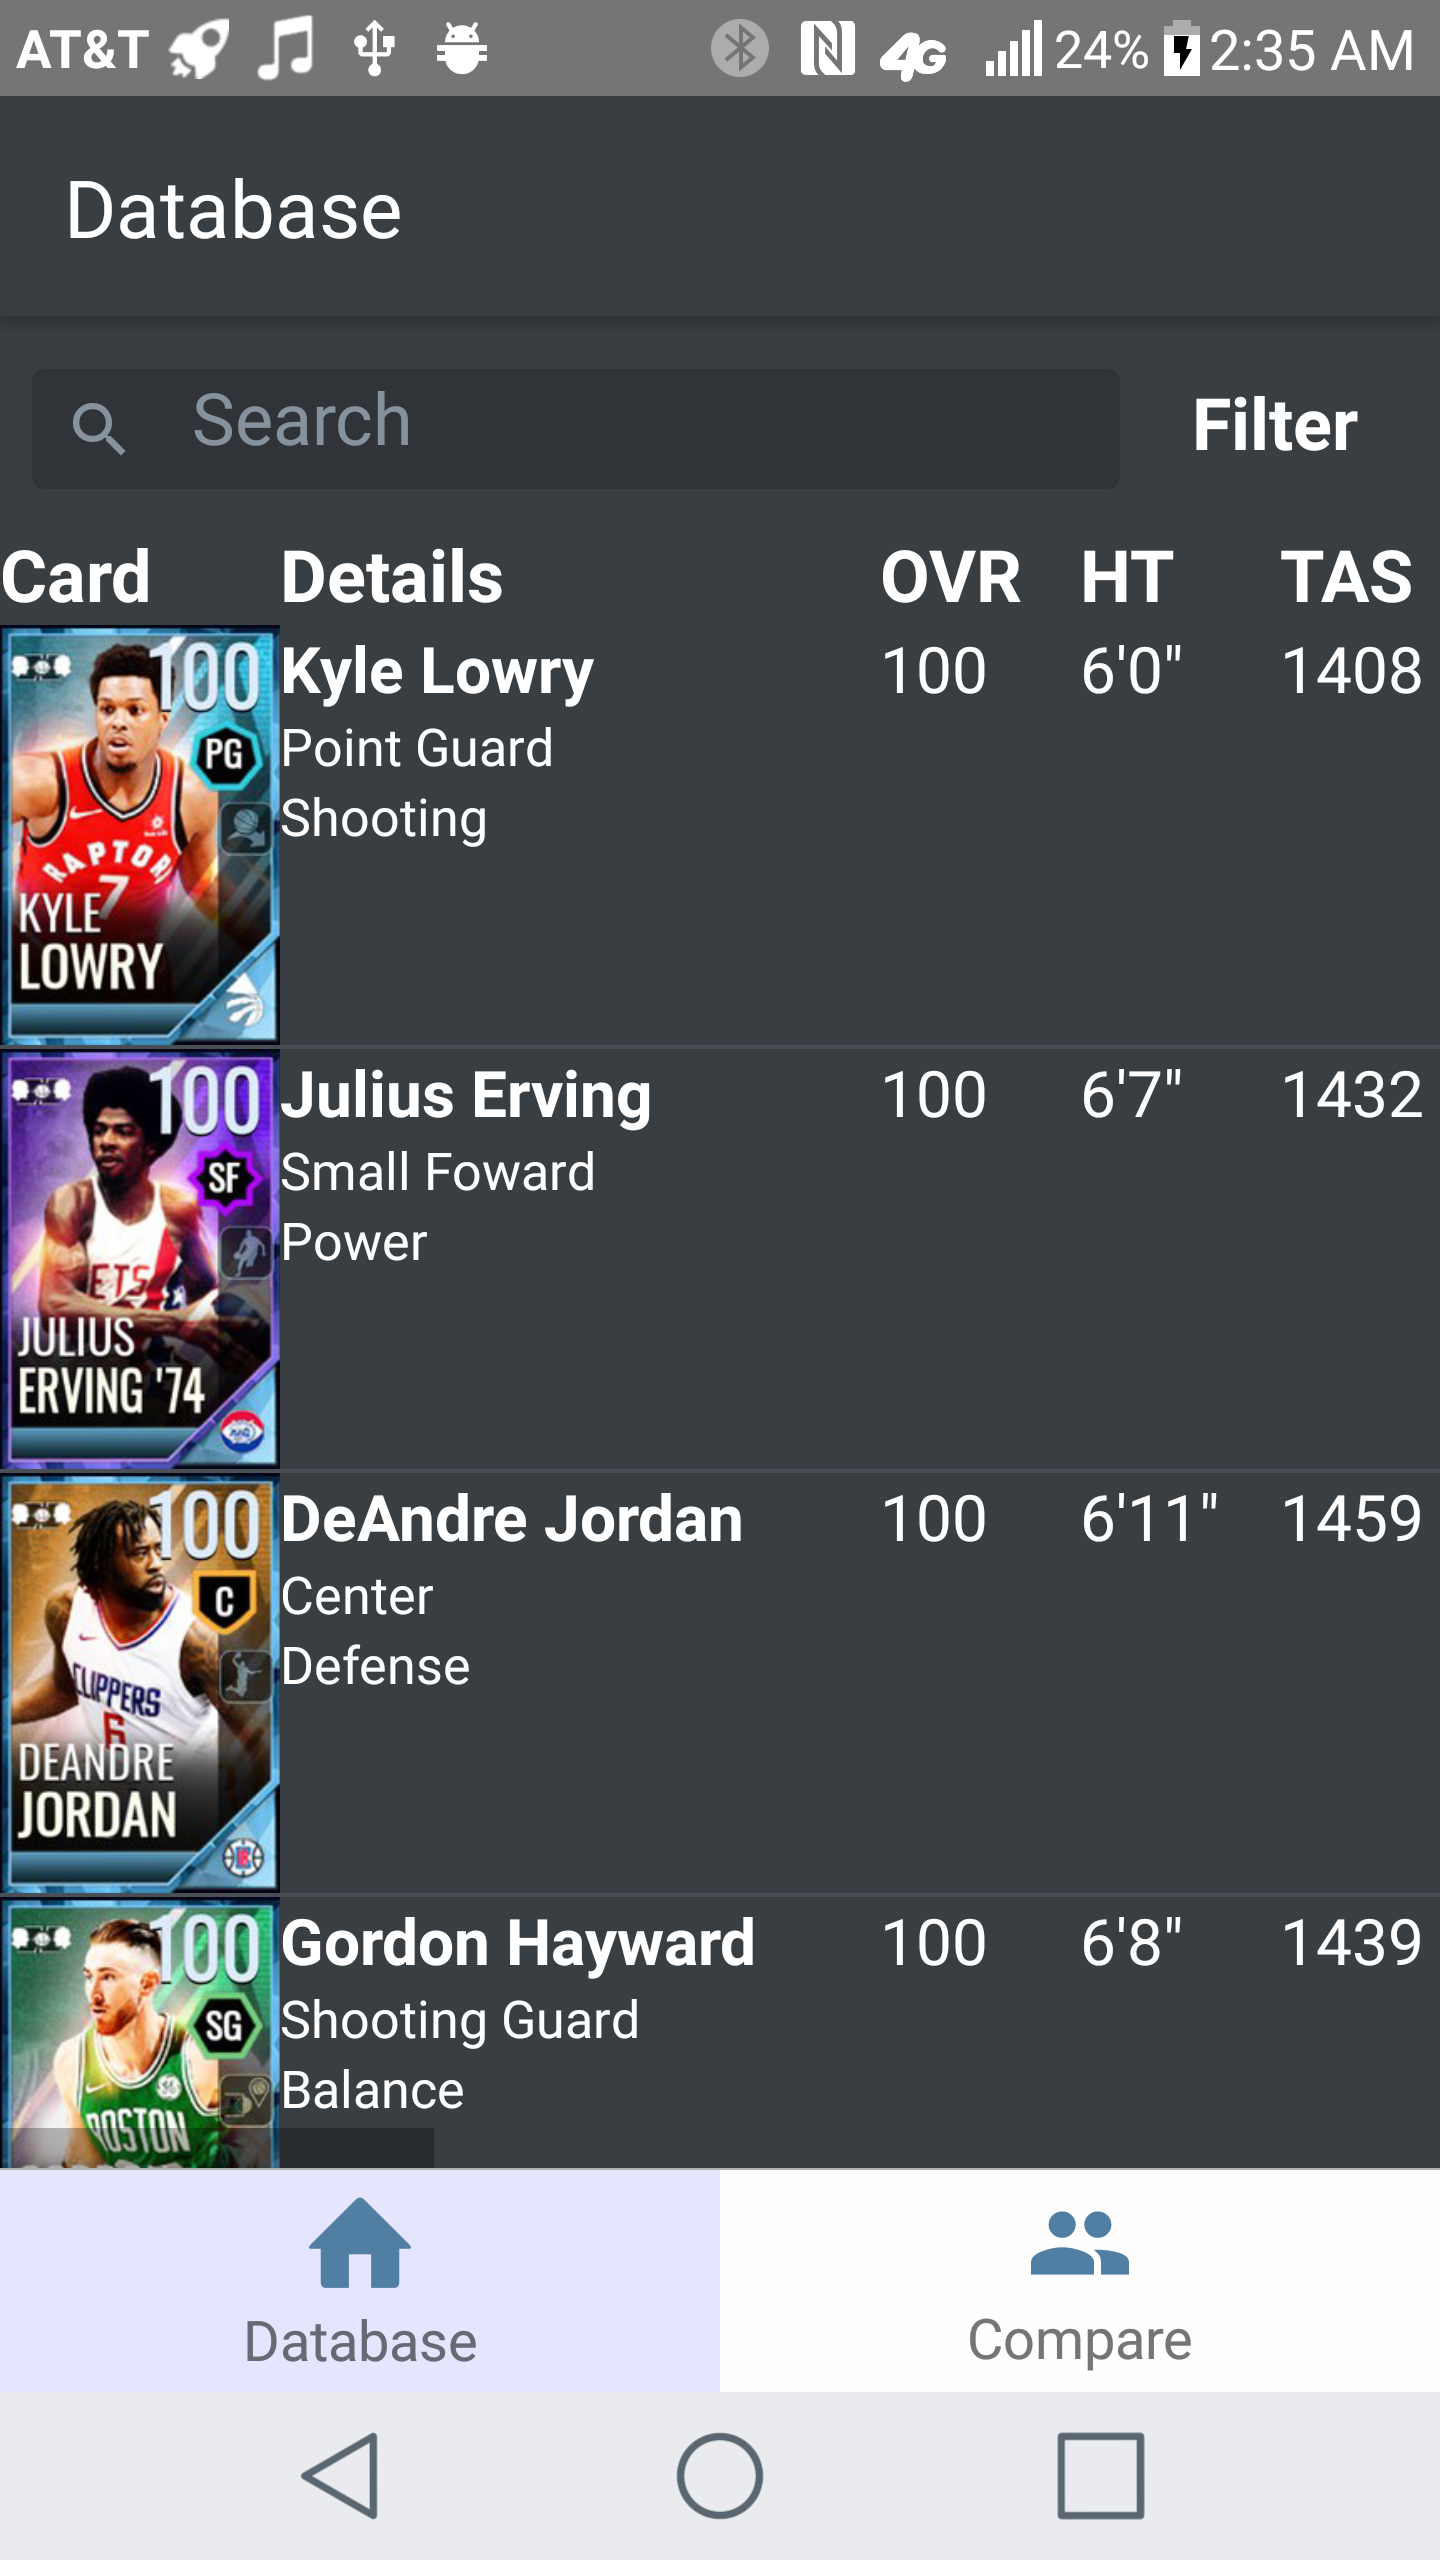 AT&T 4G 24% 2:35 AM
Database
Search Filter
Card Details OVR HT TAS
100
PG
RAPTOR
7
KYLE
LOWRY
Kyle Lowry 100 6'0" 1408
Point Guard
Shooting
100
SF
ETS
JULIUS
ERVING '74
Julius Erving 100 6'7" 1432
Small Foward
Power
100
C
CLIPPERS
6
DEANDRE
JORDAN
DeAndre Jordan 100 6'11" 1459
Center
Defense
100
SG
BOSTON
Gordon Hayward 100 6'8" 1439
Shooting Guard
Balance
Database Compare